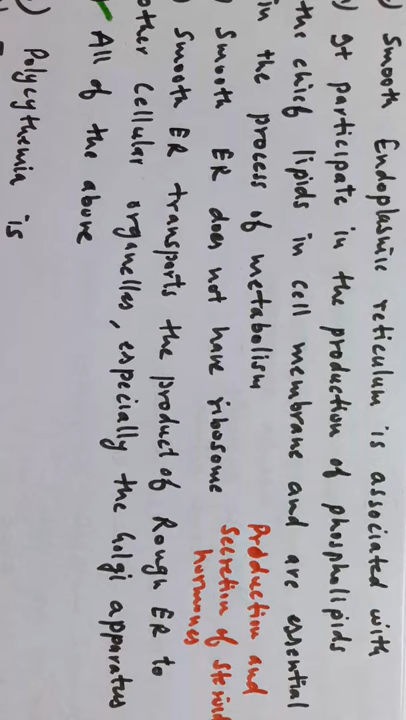 Smooth Endoplasmic reticulum is associated with
It participate in the production of phospholipids
the chief lipids in cell membrane and are essential
in the process of metabolism
Smooth ER does not have ribosome
Production and
Secretion of steroid
hormones
Smooth ER transports the product of Rough ER to
other cellular organelles, especially the Golgi apparatus
All of the above
Polycythemia is